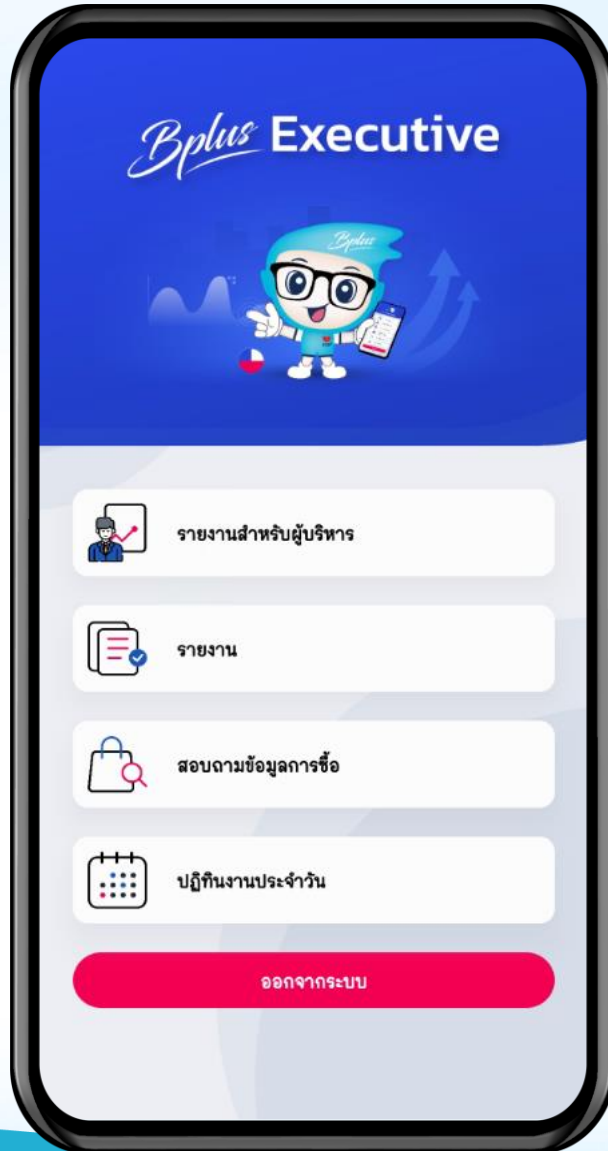 Bplus Executive
Bplus
รายงานสำหรับผู้บริหาร
รายงาน
สอบถามข้อมูลการซื้อ
ปฏิทินงานประจำวัน
ออกจากระบบ